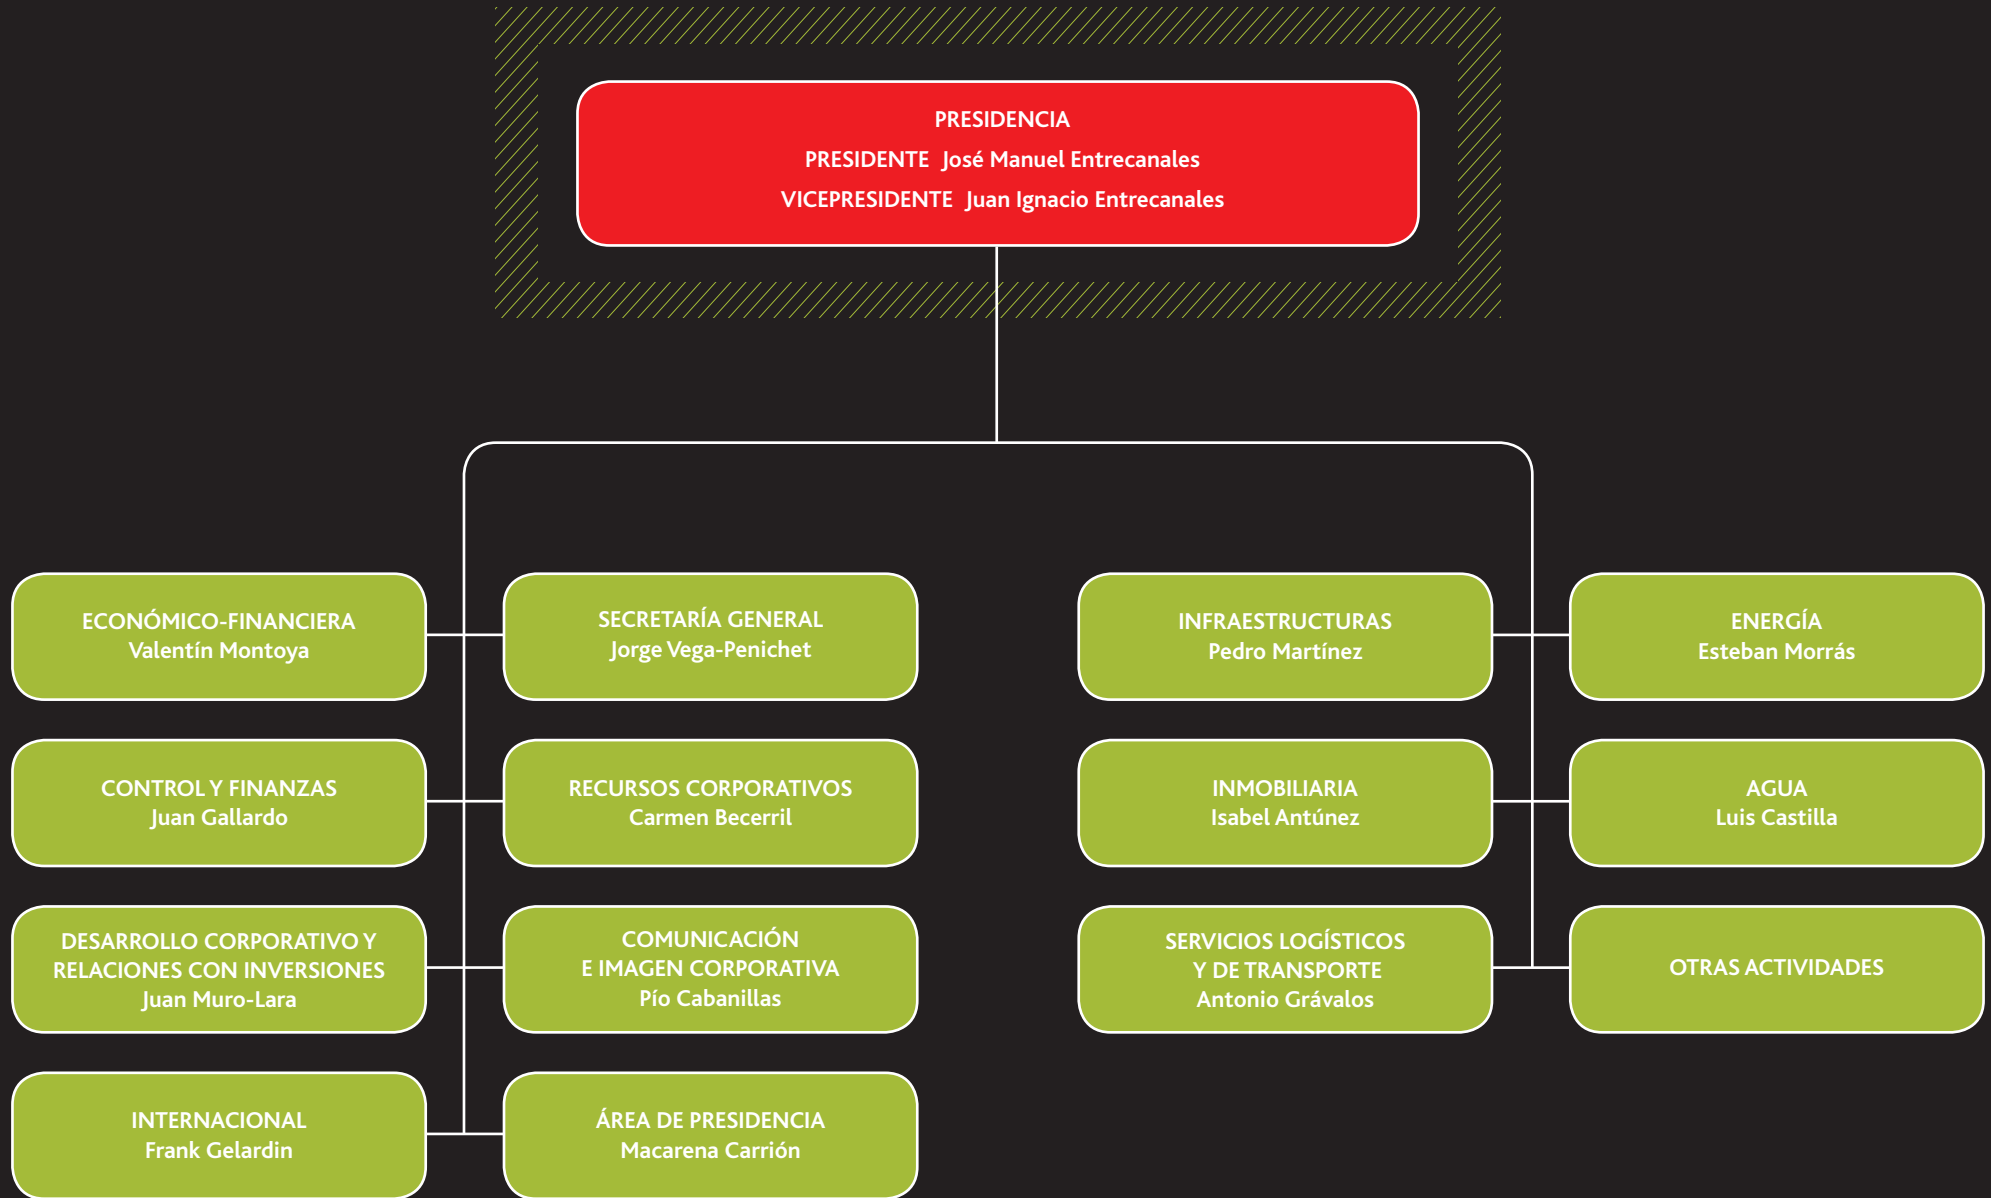 PRESIDENCIA
PRESIDENTE José Manuel Entrecanales
VICEPRESIDENTE Juan Ignacio Entrecanales
ECONÓMICO-FINANCIERA
Valentín Montoya
SECRETARÍA GENERAL
Jorge Vega-Penichet
INFRAESTRUCTURAS
Pedro Martínez
ENERGÍA
Esteban Morrás
CONTROL Y FINANZAS
Juan Gallardo
RECURSOS CORPORATIVOS
Carmen Becerril
INMOBILIARIA
Isabel Antúnez
AGUA
Luis Castilla
DESARROLLO CORPORATIVO Y
RELACIONES CON INVERSIONES
Juan Muro-Lara
COMUNICACIÓN
E IMAGEN CORPORATIVA
Pío Cabanillas
SERVICIOS LOGÍSTICOS
Y DE TRANSPORTE
Antonio Grávalos
OTRAS ACTIVIDADES
INTERNACIONAL
Frank Gelardin
ÁREA DE PRESIDENCIA
Macarena Carrión